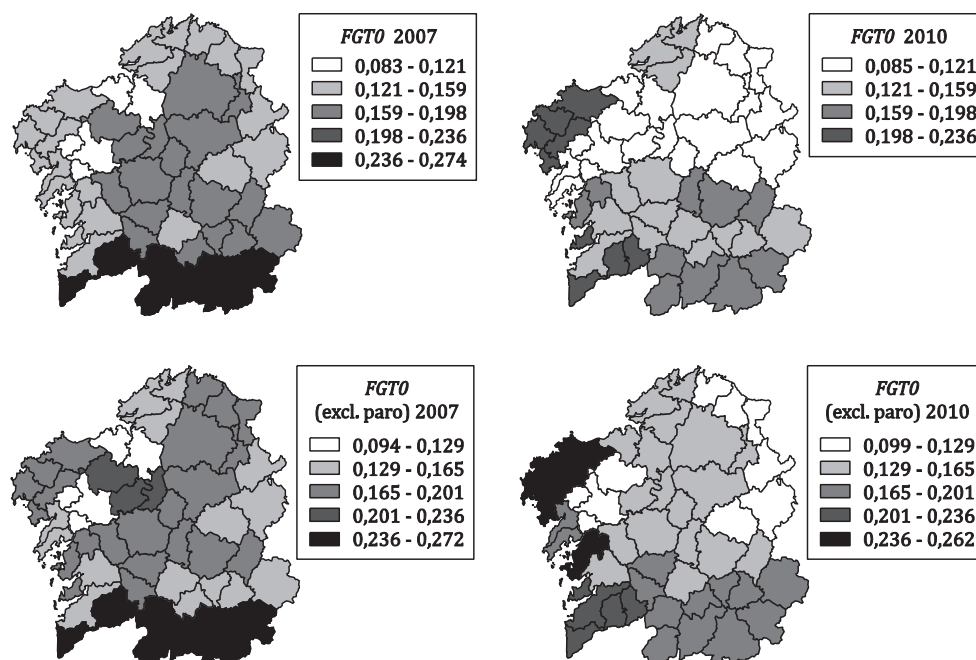 FGT0 2007
0,083 - 0,121
0,121 - 0,159
0,159 - 0,198
0,198 - 0,236
0,236 - 0,274
FGT0 2010
0,085 - 0,121
0,121 - 0,159
0,159 - 0,198
0,198 - 0,236
FGT0
(excl. paro) 2007
0,094 - 0,129
0,129 - 0,165
0,165 - 0,201
0,201 - 0,236
0,236 - 0,272
FGT0
(excl. paro) 2010
0,099 - 0,129
0,129 - 0,165
0,165 - 0,201
0,201 - 0,236
0,236 - 0,262